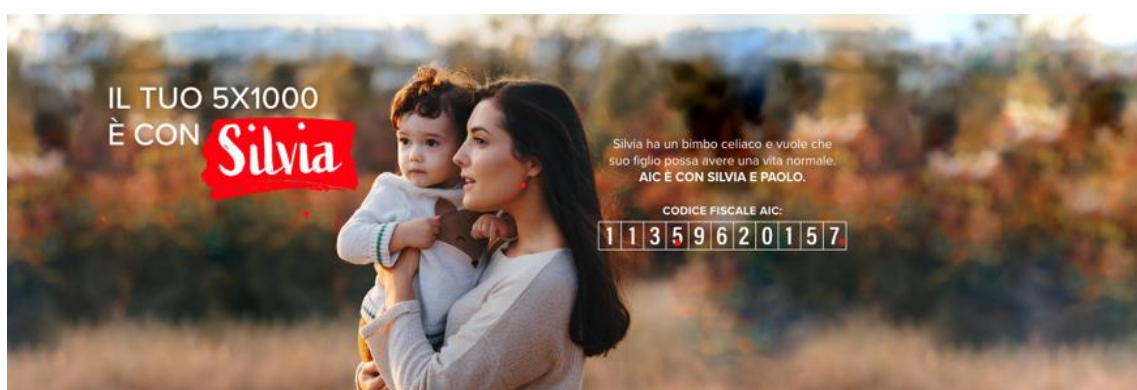 IL TUO 5X1000
È CON Silvia
Silvia ha un bimbo celiaco e vuole che
suo figlio possa avere una vita normale.
AIC È CON SILVIA E PAOLO.
CODICE FISCALE AIC:
11359620157